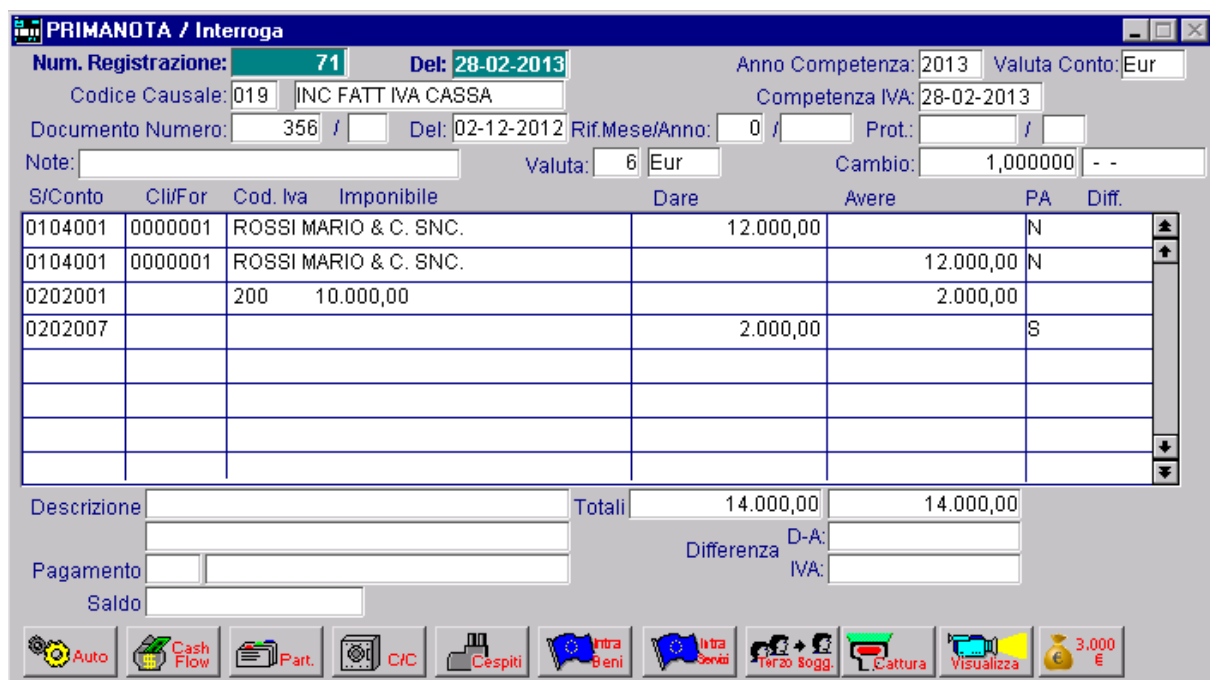 PRIMANOTA / Interroga
Num. Registrazione: 71 Del: 28-02-2013 Anno Competenza: 2013 Valuta Conto: Eur
Codice Causale: 019 INC FATT IVA CASSA Competenza IVA: 28-02-2013
Documento Numero: 356 / Del: 02-12-2012 Rif.Mese/Anno: 0 / Prot.: /
Note: Valuta: 6 Eur Cambio: 1,000000 - -
S/Conto Cli/For Cod. Iva Imponibile Dare Avere PA Diff.
0104001 0000001 ROSSI MARIO & C. SNC. 12.000,00 N
0104001 0000001 ROSSI MARIO & C. SNC. 12.000,00 N
0202001 200 10.000,00 2.000,00
0202007 2.000,00 S
Descrizione Totali 14.000,00 14.000,00
Differenza D-A:
Pagamento IVA:
Saldo
Auto Cash Flow Part. C/C Cespiti Intra Beni Intra Servizi Terzo Sogg. Cattura Visualizza 3.000 €